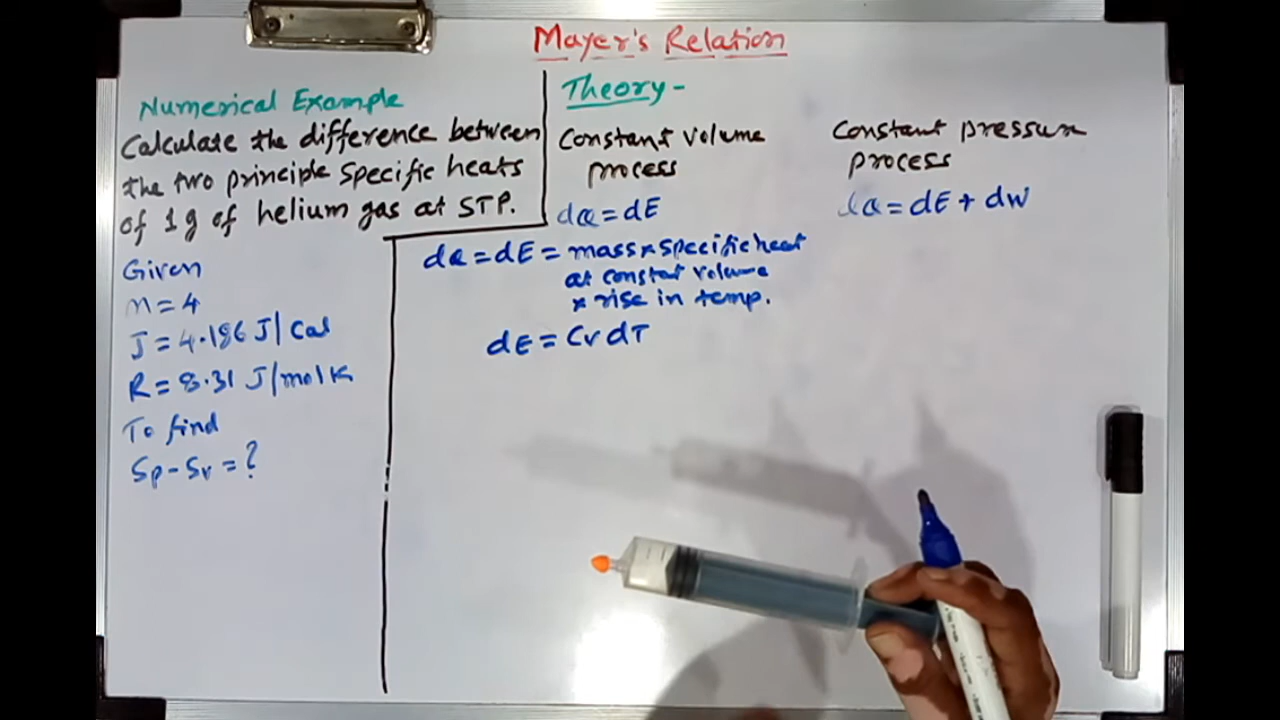 Mayer's Relation
Numerical Example
Calculate the difference between
the two principle specific heats
of 1g of helium gas at STP.
Given
M = 4
J = 4.186 J/Cal
R = 8.31 J/mol K
To find
Sp - Sv = ?
Theory -
Constant volume
process
dQ = dE
Constant pressure
process
dQ = dE + dW
dQ = dE = mass × specific heat
at constant volume
× rise in temp.
dE = Cv dT